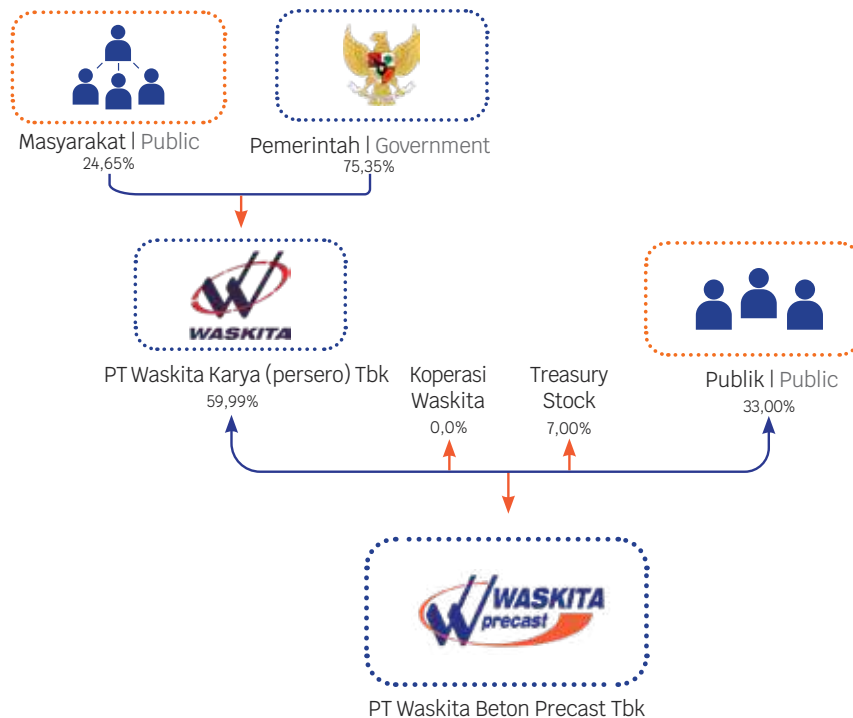 Masyarakat | Public
24,65%
Pemerintah | Government
75,35%
WASKITA
PT Waskita Karya (persero) Tbk
59,99%
Koperasi
Waskita
0,0%
Treasury
Stock
7,00%
Publik | Public
33,00%
WASKITA
precast
PT Waskita Beton Precast Tbk